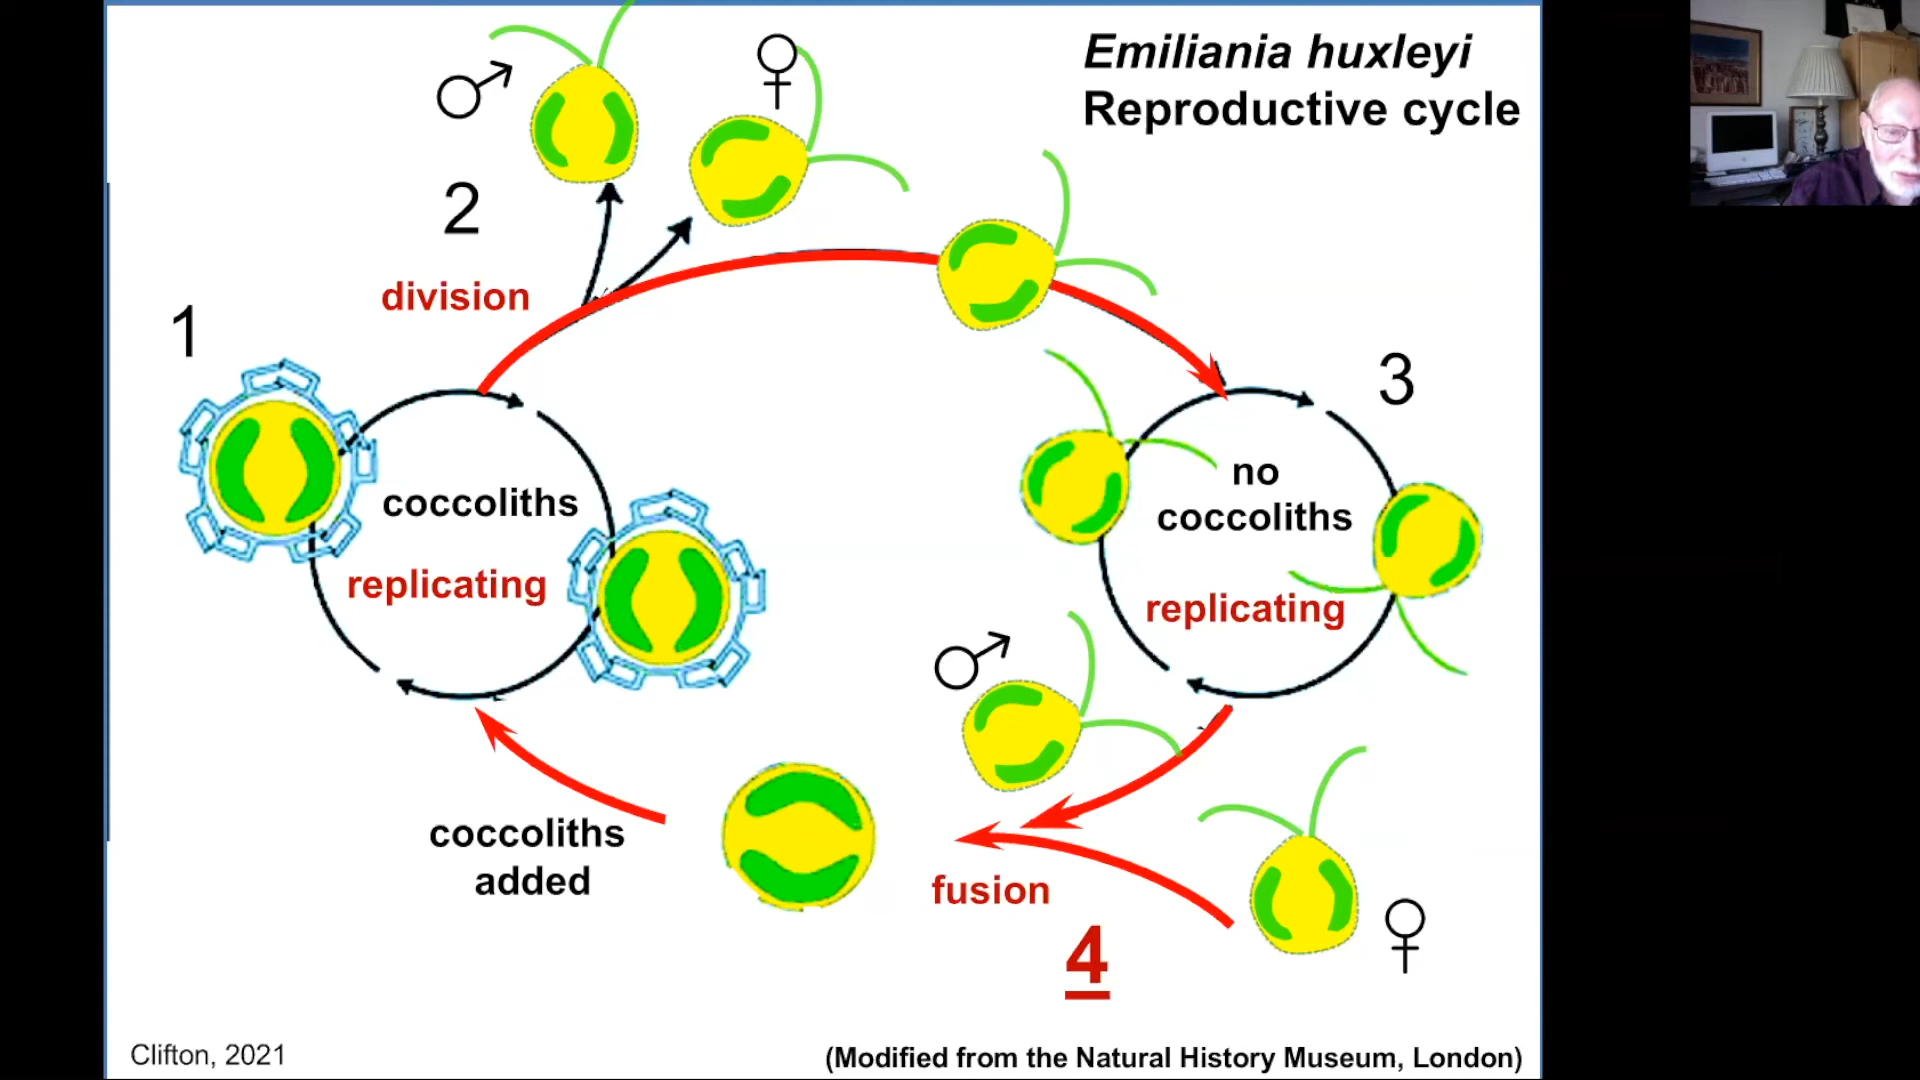 Emiliania huxleyi
Reproductive cycle
2
division
1
3
coccoliths
replicating
no
coccoliths
replicating
coccoliths
added
fusion
4
Clifton, 2021
(Modified from the Natural History Museum, London)